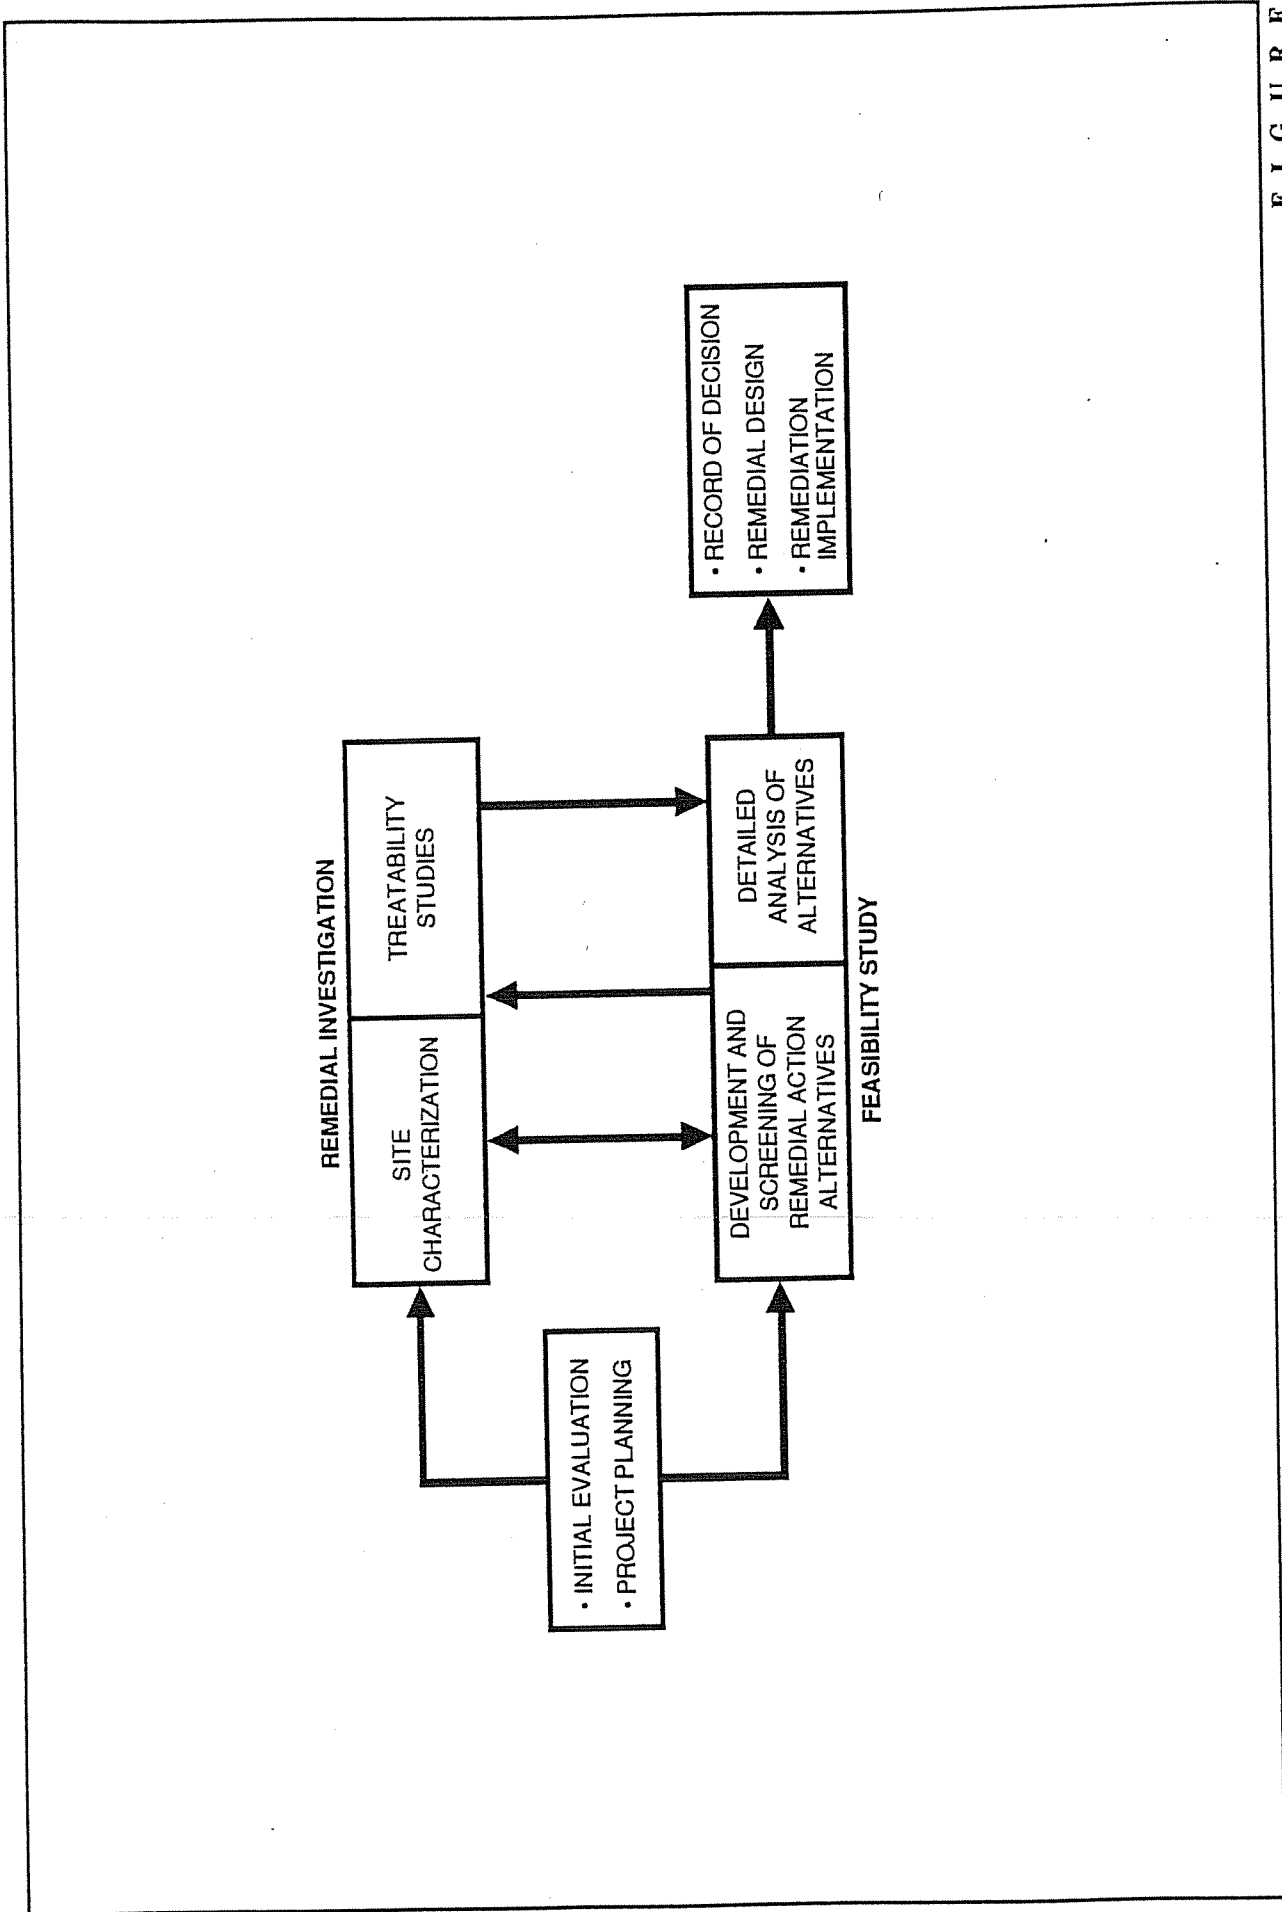 REMEDIAL INVESTIGATION
SITE
CHARACTERIZATION
TREATABILITY
STUDIES
• INITIAL EVALUATION
• PROJECT PLANNING
DEVELOPMENT AND
SCREENING OF
REMEDIAL ACTION
ALTERNATIVES
DETAILED
ANALYSIS OF
ALTERNATIVES
• RECORD OF DECISION
• REMEDIAL DESIGN
• REMEDIATION
IMPLEMENTATION
FEASIBILITY STUDY
FIGURE